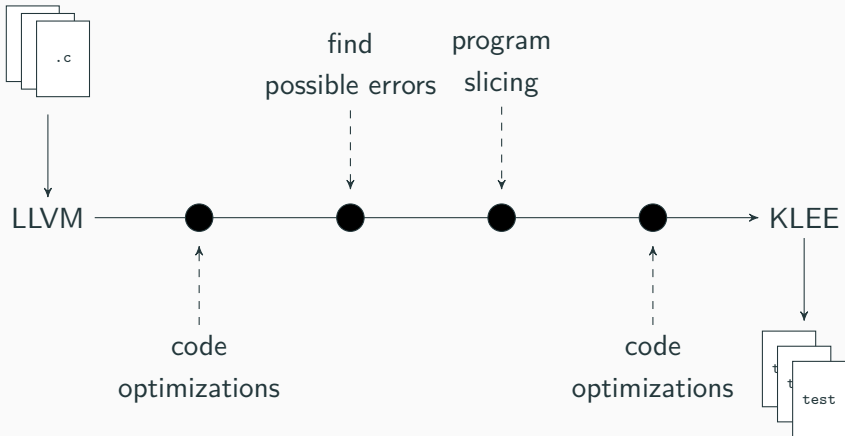 .c
find
possible errors
program
slicing
LLVM
KLEE
code
optimizations
code
optimizations
t
t
test